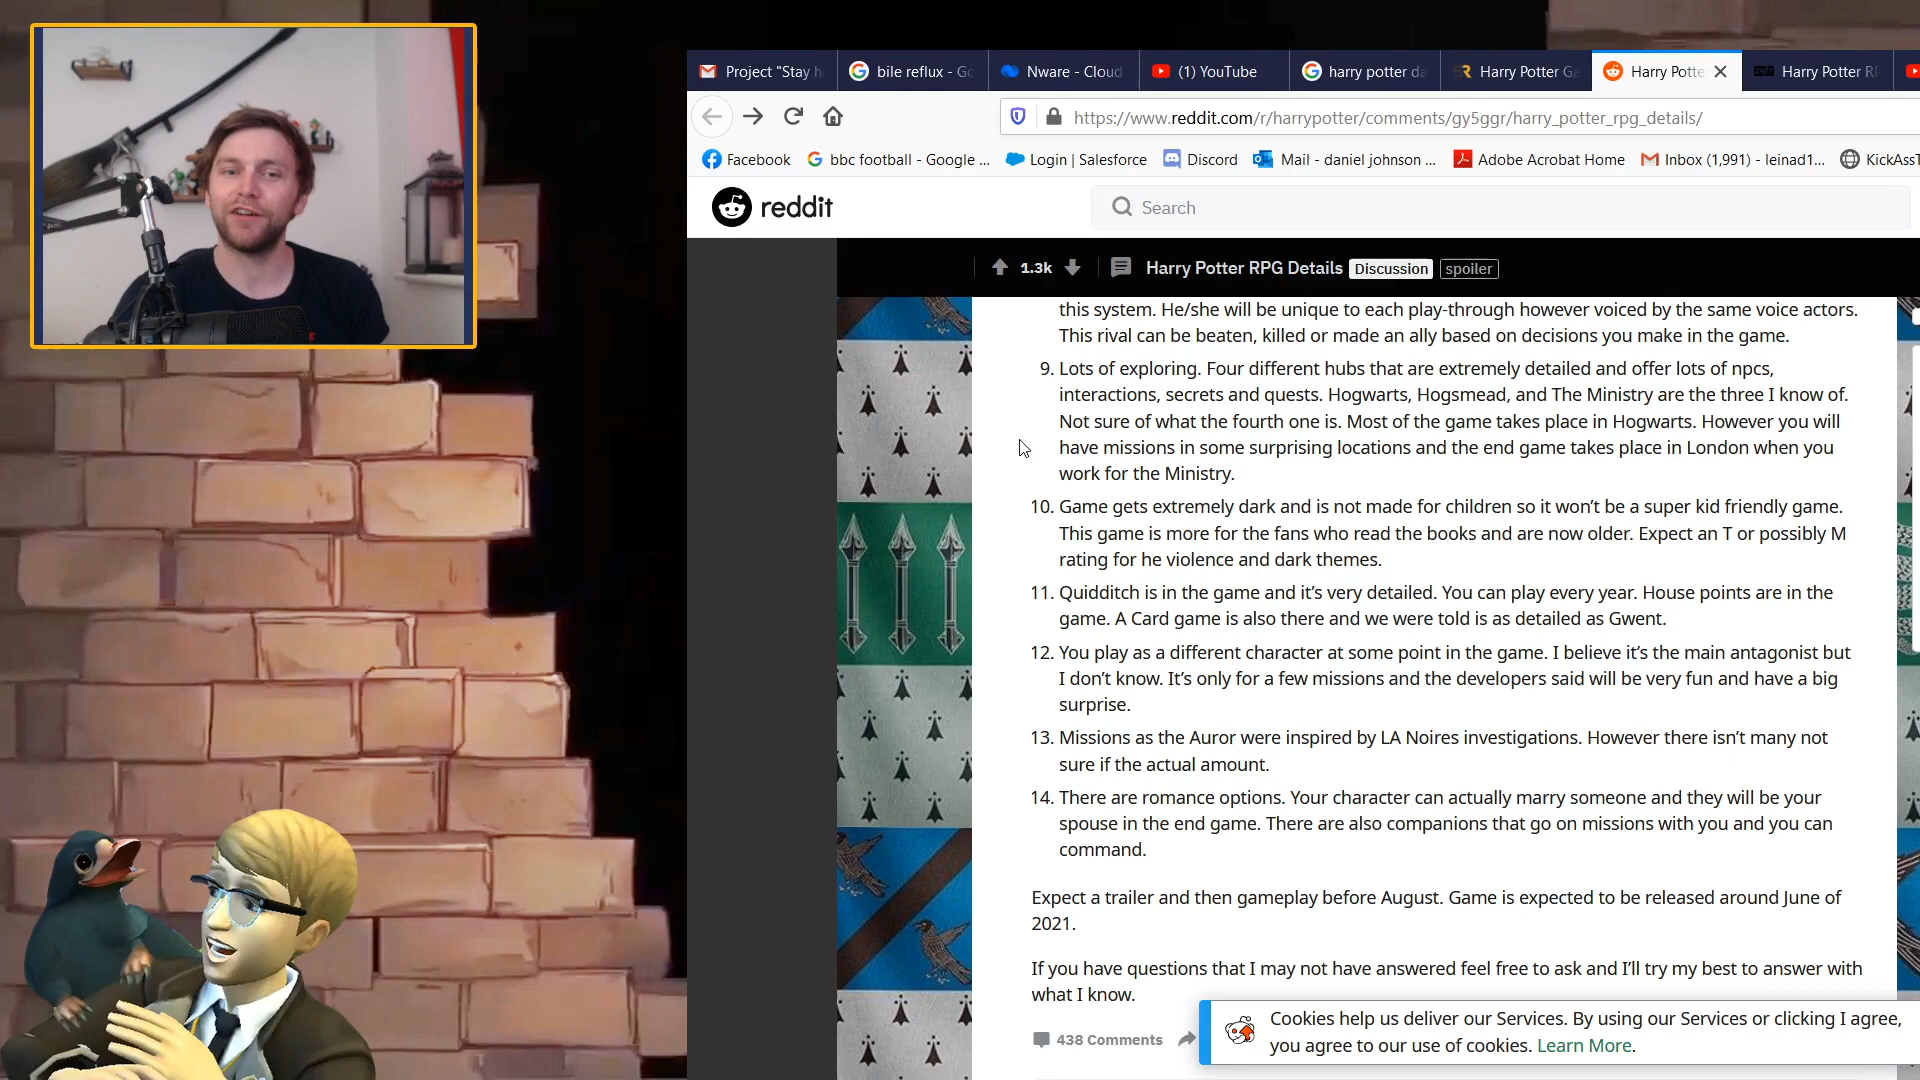 Project "Stay h
bile reflux - Go
Nware - Cloud
(1) YouTube
harry potter da
Harry Potter Ga
Harry Potte
Harry Potter RP
https://www.reddit.com/r/harrypotter/comments/gy5ggr/harry_potter_rpg_details/
Facebook
bbc football - Google ...
Login | Salesforce
Discord
Mail - daniel johnson ...
Adobe Acrobat Home
Inbox (1,991) - leinad1...
KickAssT
reddit
Search
1.3k
Harry Potter RPG Details Discussion spoiler
this system. He/she will be unique to each play-through however voiced by the same voice actors.
This rival can be beaten, killed or made an ally based on decisions you make in the game.
9. Lots of exploring. Four different hubs that are extremely detailed and offer lots of npcs,
interactions, secrets and quests. Hogwarts, Hogsmead, and The Ministry are the three I know of.
Not sure of what the fourth one is. Most of the game takes place in Hogwarts. However you will
have missions in some surprising locations and the end game takes place in London when you
work for the Ministry.
10. Game gets extremely dark and is not made for children so it won't be a super kid friendly game.
This game is more for the fans who read the books and are now older. Expect an T or possibly M
rating for he violence and dark themes.
11. Quidditch is in the game and it's very detailed. You can play every year. House points are in the
game. A Card game is also there and we were told is as detailed as Gwent.
12. You play as a different character at some point in the game. I believe it's the main antagonist but
I don't know. It's only for a few missions and the developers said will be very fun and have a big
surprise.
13. Missions as the Auror were inspired by LA Noires investigations. However there isn't many not
sure if the actual amount.
14. There are romance options. Your character can actually marry someone and they will be your
spouse in the end game. There are also companions that go on missions with you and you can
command.
Expect a trailer and then gameplay before August. Game is expected to be released around June of
2021.
If you have questions that I may not have answered feel free to ask and I'll try my best to answer with
what I know.
438 Comments
Cookies help us deliver our Services. By using our Services or clicking I agree,
you agree to our use of cookies. Learn More.